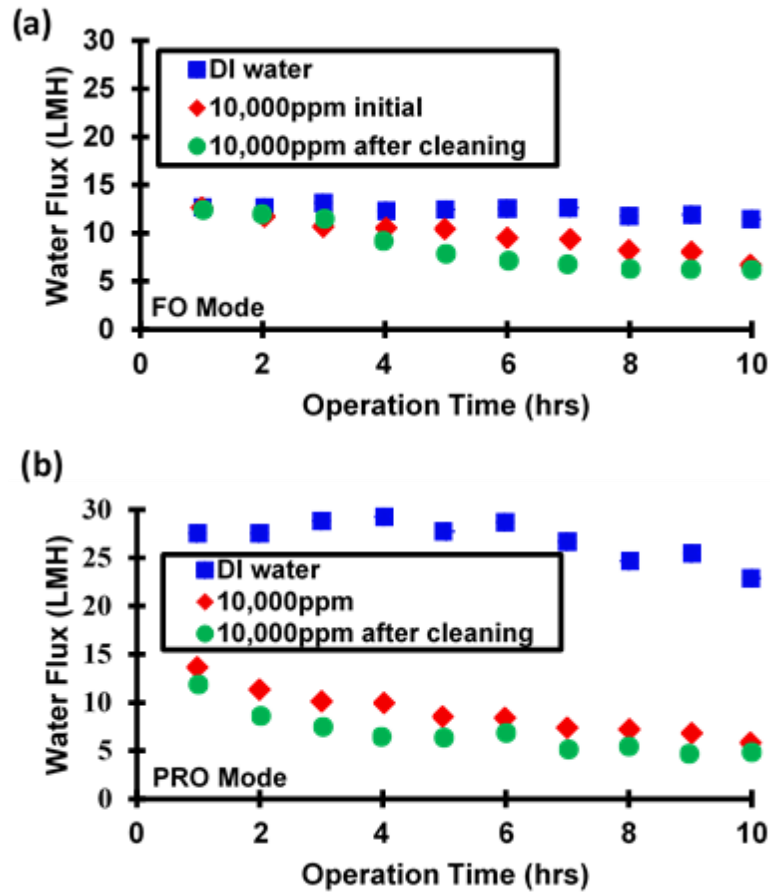 (a)
Water Flux (LMH)
30
25
20
15
10
5
0
DI water
10,000ppm initial
10,000ppm after cleaning
FO Mode
0 2 4 6 8 10
Operation Time (hrs)
(b)
Water Flux (LMH)
30
25
20
15
10
5
0
DI water
10,000ppm
10,000ppm after cleaning
PRO Mode
0 2 4 6 8 10
Operation Time (hrs)